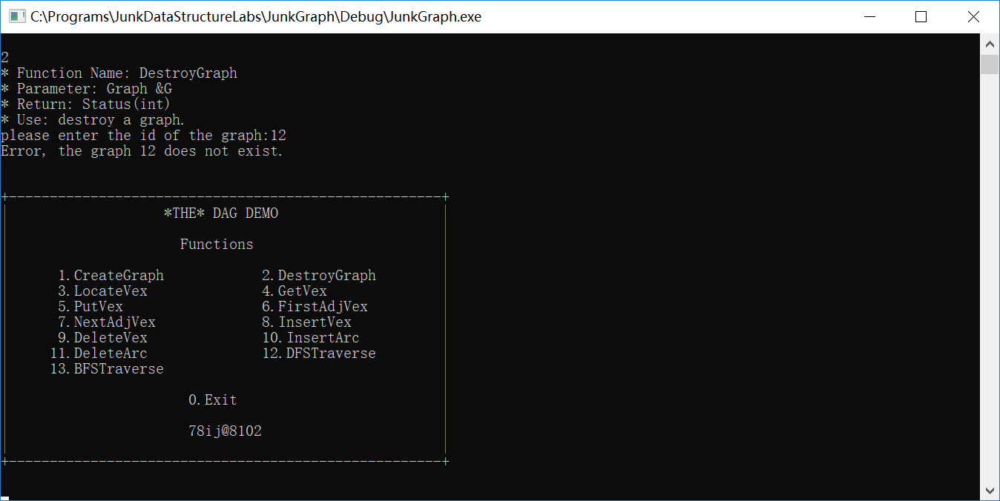 C:\Programs\JunkDataStructureLabs\JunkGraph\Debug\JunkGraph.exe
2
* Function Name: DestroyGraph
* Parameter: Graph &G
* Return: Status(int)
* Use: destroy a graph.
please enter the id of the graph:12
Error, the graph 12 does not exist.
+-----------------------------------------------------+
*THE* DAG DEMO
Functions
1.CreateGraph 2.DestroyGraph
3.LocateVex 4.GetVex
5.PutVex 6.FirstAdjVex
7.NextAdjVex 8.InsertVex
9.DeleteVex 10.InsertArc
11.DeleteArc 12.DFSTraverse
13.BFSTraverse
0.Exit
78ij@8102
+-----------------------------------------------------+